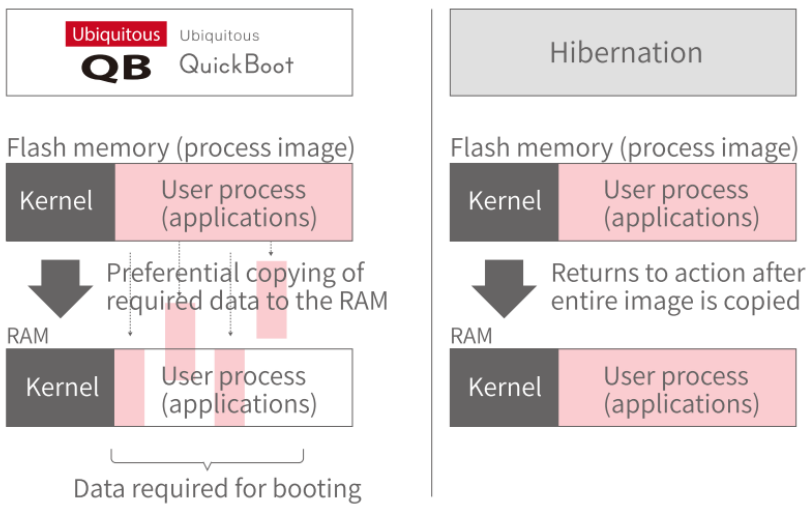 Ubiquitous
QB
Ubiquitous
QuickBoot
Flash memory (process image)
Kernel
User process
(applications)
Preferential copying of
required data to the RAM
RAM
Kernel
User process
(applications)
Data required for booting
Hibernation
Flash memory (process image)
Kernel
User process
(applications)
Returns to action after
entire image is copied
RAM
Kernel
User process
(applications)